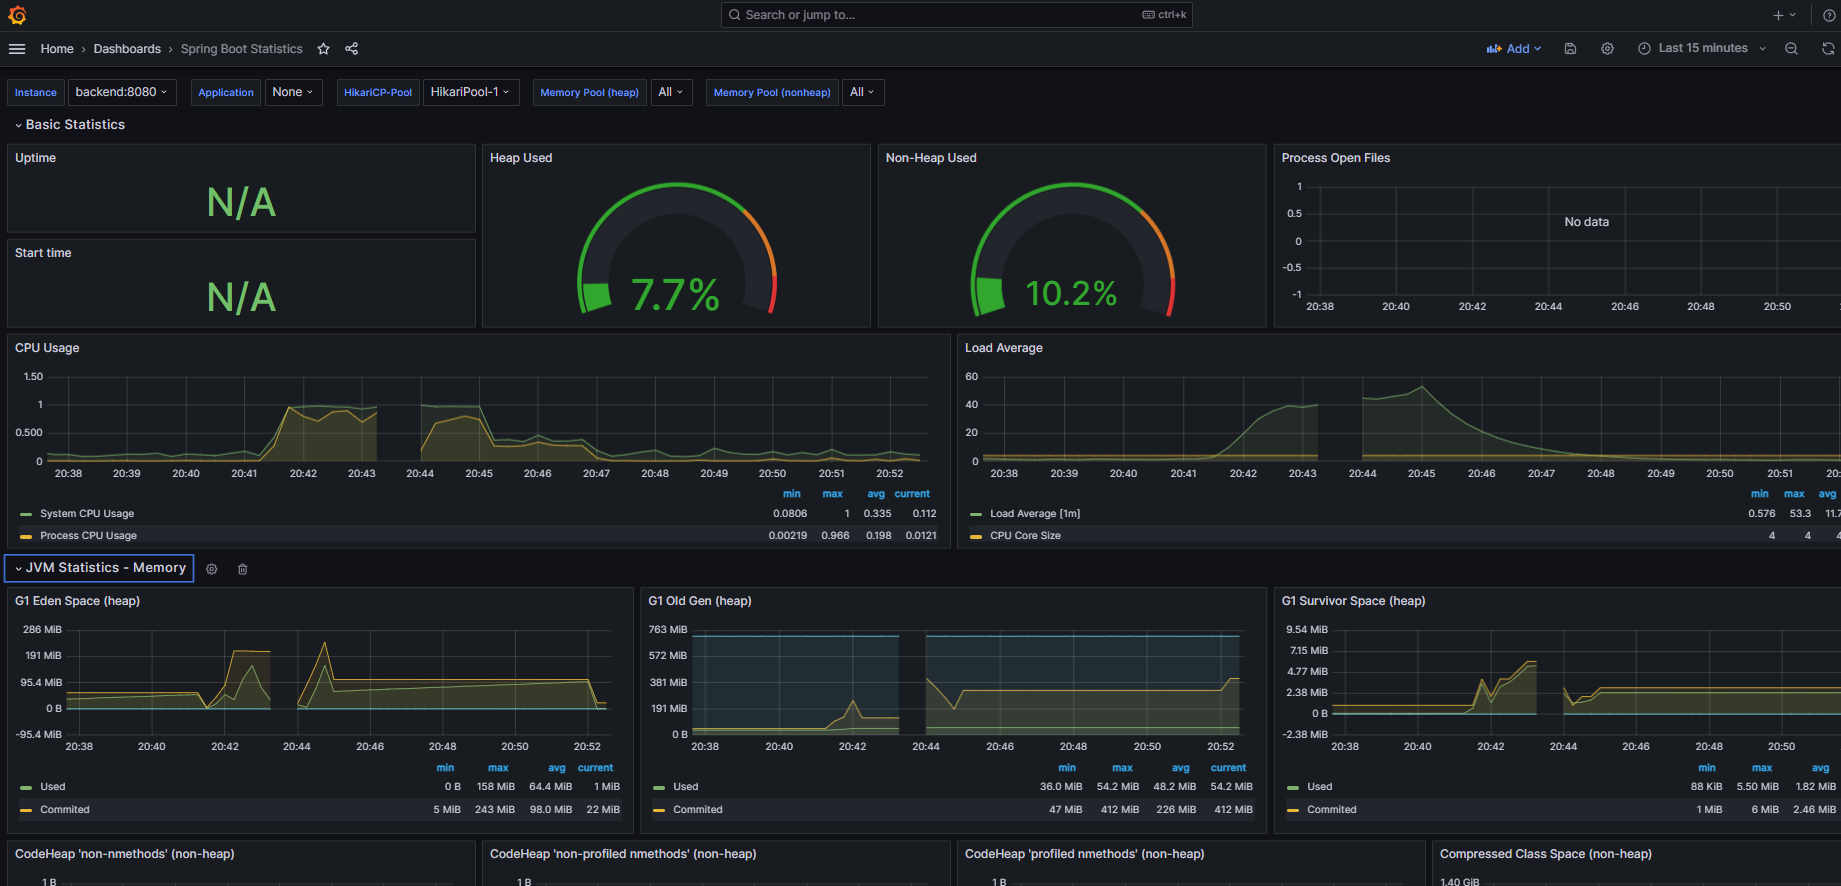 Search or jump to...
ctrl+k
Home › Dashboards › Spring Boot Statistics
Add
Last 15 minutes
Instance backend:8080 Application None HikariCP-Pool HikariPool-1 Memory Pool (heap) All Memory Pool (nonheap) All
Basic Statistics
Uptime
N/A
Start time
N/A
Heap Used
7.7%
Non-Heap Used
10.2%
Process Open Files
1
0.5
0
-0.5
-1
No data
20:38 20:40 20:42 20:44 20:46 20:48 20:50
CPU Usage
1.50
1
0.500
0
20:38 20:39 20:40 20:41 20:42 20:43 20:44 20:45 20:46 20:47 20:48 20:49 20:50 20:51 20:52
min max avg current
System CPU Usage 0.0806 1 0.335 0.112
Process CPU Usage 0.00219 0.966 0.198 0.0121
Load Average
60
40
20
0
20:38 20:39 20:40 20:41 20:42 20:43 20:44 20:45 20:46 20:47 20:48 20:49 20:50 20:51 20:
min max avg
Load Average [1m] 0.576 53.3 11.7
CPU Core Size 4 4 4
JVM Statistics - Memory
G1 Eden Space (heap)
286 MiB
191 MiB
95.4 MiB
0 B
-95.4 MiB
20:38 20:40 20:42 20:44 20:46 20:48 20:50 20:52
min max avg current
Used 0 B 158 MiB 64.4 MiB 1 MiB
Commited 5 MiB 243 MiB 98.0 MiB 22 MiB
G1 Old Gen (heap)
763 MiB
572 MiB
381 MiB
191 MiB
0 B
20:38 20:40 20:42 20:44 20:46 20:48 20:50 20:52
min max avg current
Used 36.0 MiB 54.2 MiB 48.2 MiB 54.2 MiB
Commited 47 MiB 412 MiB 226 MiB 412 MiB
G1 Survivor Space (heap)
9.54 MiB
7.15 MiB
4.77 MiB
2.38 MiB
0 B
-2.38 MiB
20:38 20:40 20:42 20:44 20:46 20:48 20:50
min max avg
Used 88 KiB 5.50 MiB 1.82 MiB
Commited 1 MiB 6 MiB 2.46 MiB
CodeHeap 'non-nmethods' (non-heap)
1 B
CodeHeap 'non-profiled nmethods' (non-heap)
1 B
CodeHeap 'profiled nmethods' (non-heap)
1 B
Compressed Class Space (non-heap)
1.40 GiB